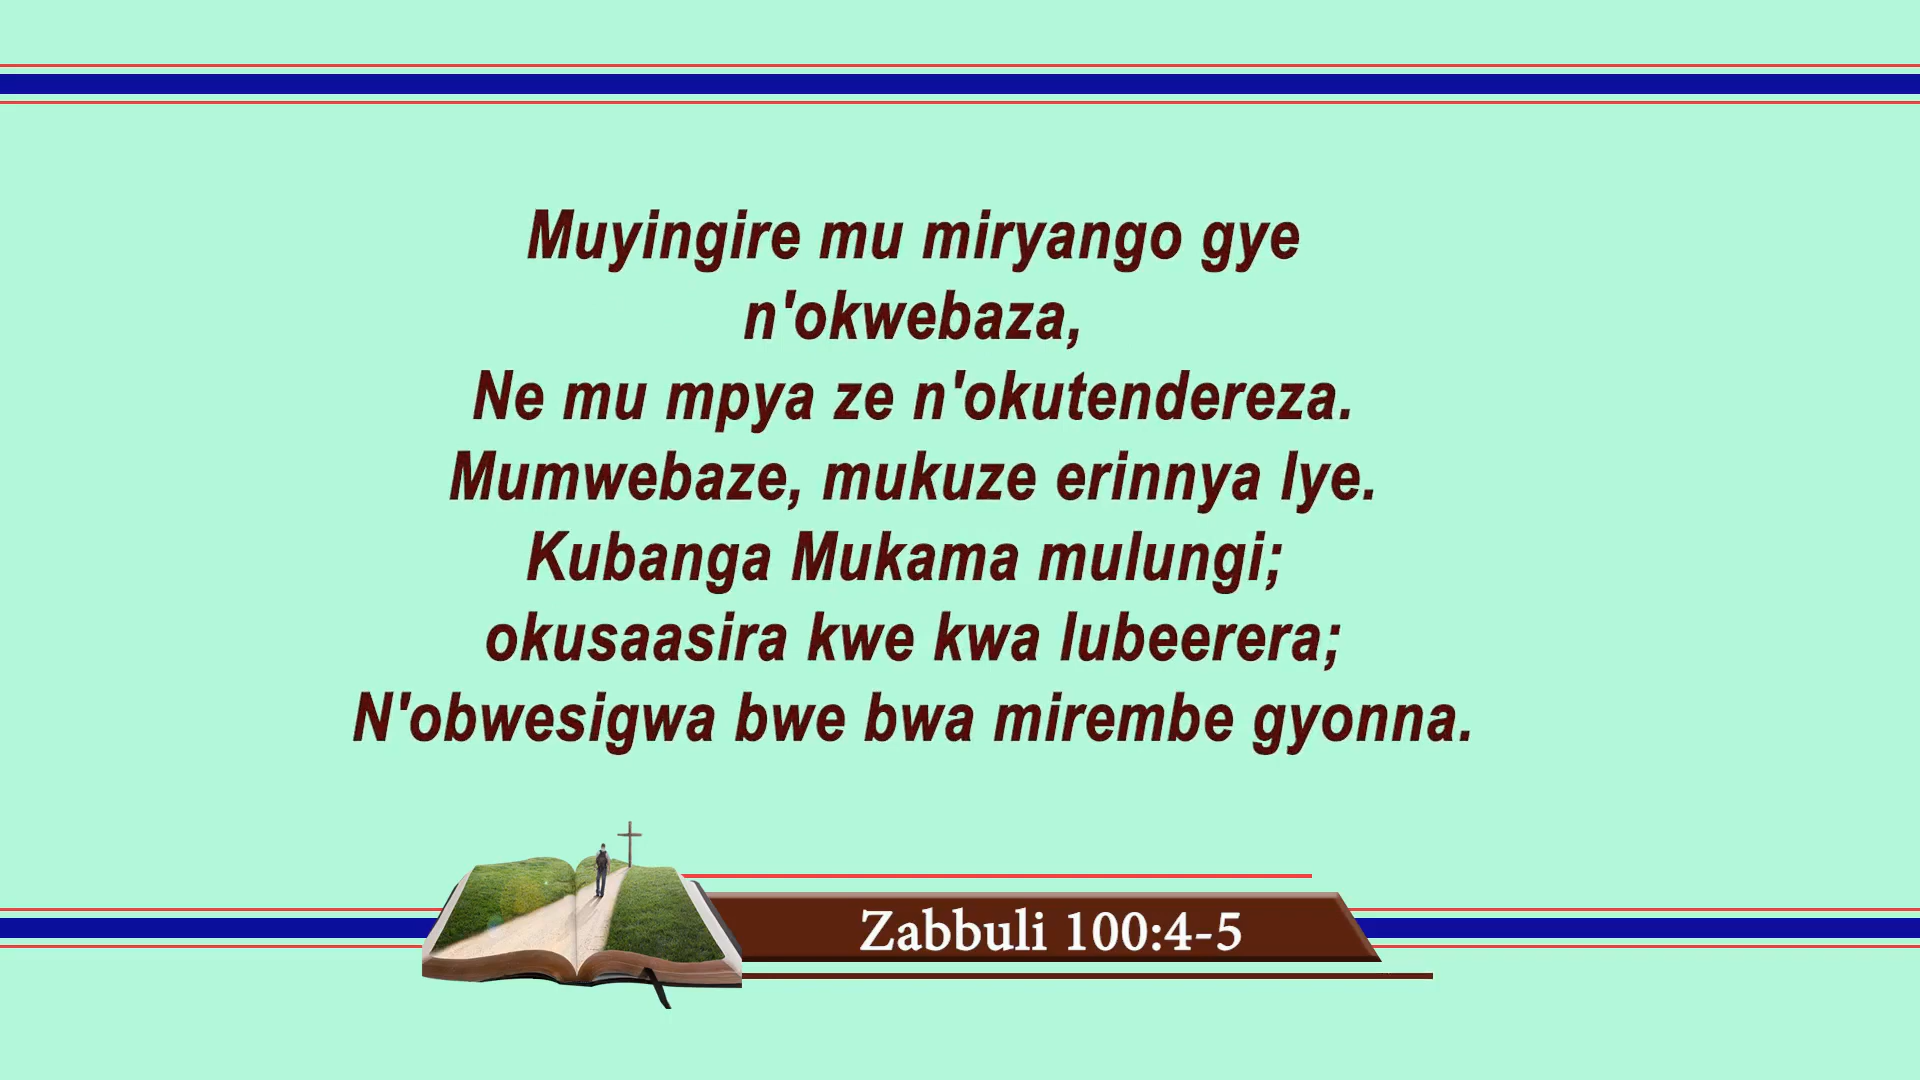 Muyingire mu miryango gye
n'okwebaza,
Ne mu mpya ze n'okutendereza.
Mumwebaze, mukuze erinnya lye.
Kubanga Mukama mulungi;
okusaasira kwe kwa lubeerera;
N'obwesigwa bwe bwa mirembe gyonna.
Zabbuli 100:4-5